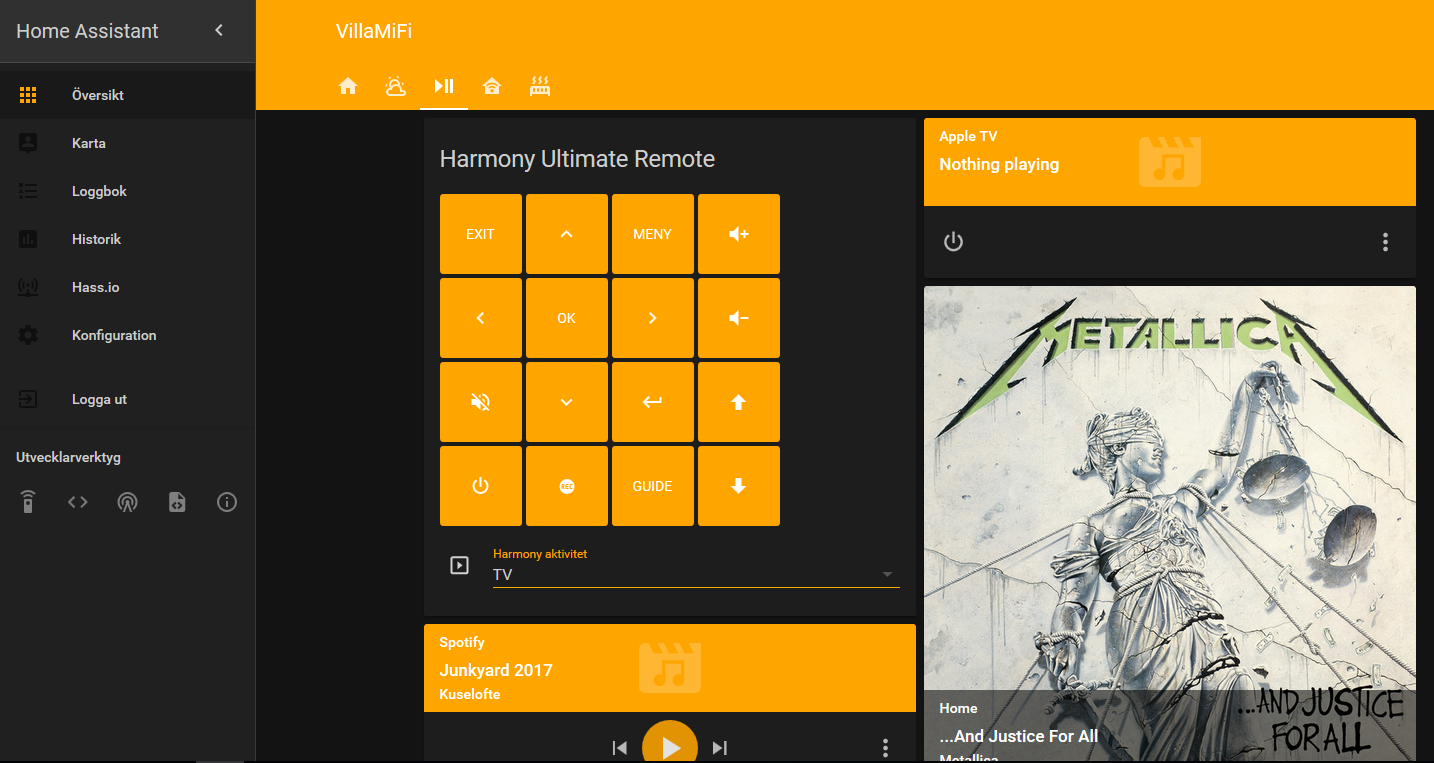 Home Assistant
VillaMiFi
Översikt
Karta
Loggbok
Historik
Hass.io
Konfiguration
Logga ut
Utvecklarverktyg
Harmony Ultimate Remote
EXIT
MENY
OK
REC
GUIDE
Harmony aktivitet
TV
Spotify
Junkyard 2017
Kuselofte
Apple TV
Nothing playing
METALLICA
...AND JUSTICE
FOR ALL
Home
...And Justice For All
Metallica